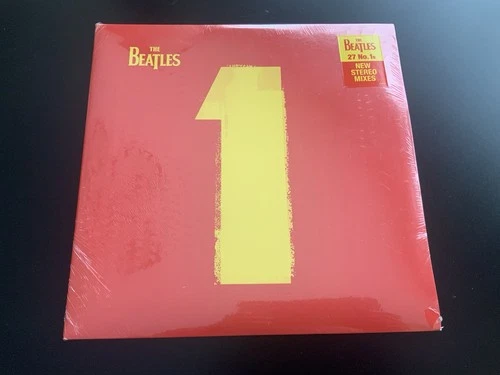 THE
BEATLES
1
THE
BEATLES
27 No.1s
NEW
STEREO
MIXES